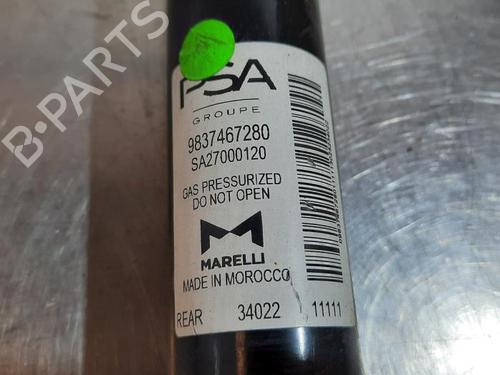 B-PARTS
PSA
GROUPE
9837467280
SA27000120
GAS PRESSURIZED
DO NOT OPEN
MARELLI
MADE IN MOROCCO
REAR 34022 11111